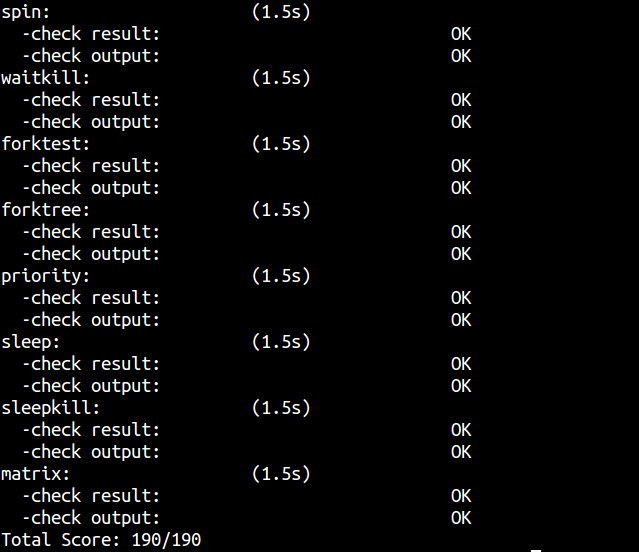 spin:                    (1.5s)
  -check result:                             OK
  -check output:                             OK
waitkill:                (1.5s)
  -check result:                             OK
  -check output:                             OK
forktest:                (1.5s)
  -check result:                             OK
  -check output:                             OK
forktree:                (1.5s)
  -check result:                             OK
  -check output:                             OK
priority:                (1.5s)
  -check result:                             OK
  -check output:                             OK
sleep:                   (1.5s)
  -check result:                             OK
  -check output:                             OK
sleepkill:               (1.5s)
  -check result:                             OK
  -check output:                             OK
matrix:                  (1.5s)
  -check result:                             OK
  -check output:                             OK
Total Score: 190/190